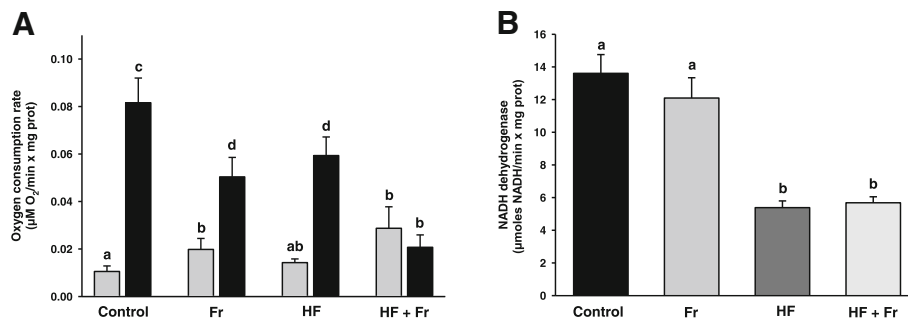 A
Oxygen consumption rate
(µM O₂/min x mg prot)
0.10
0.08
0.06
0.04
0.02
0.00
a
c
b
d
ab
d
b
b
Control
Fr
HF
HF + Fr
B
NADH dehydrogenase
(µmoles NADH/min x mg prot)
16
14
12
10
8
6
4
2
0
a
a
b
b
Control
Fr
HF
HF + Fr